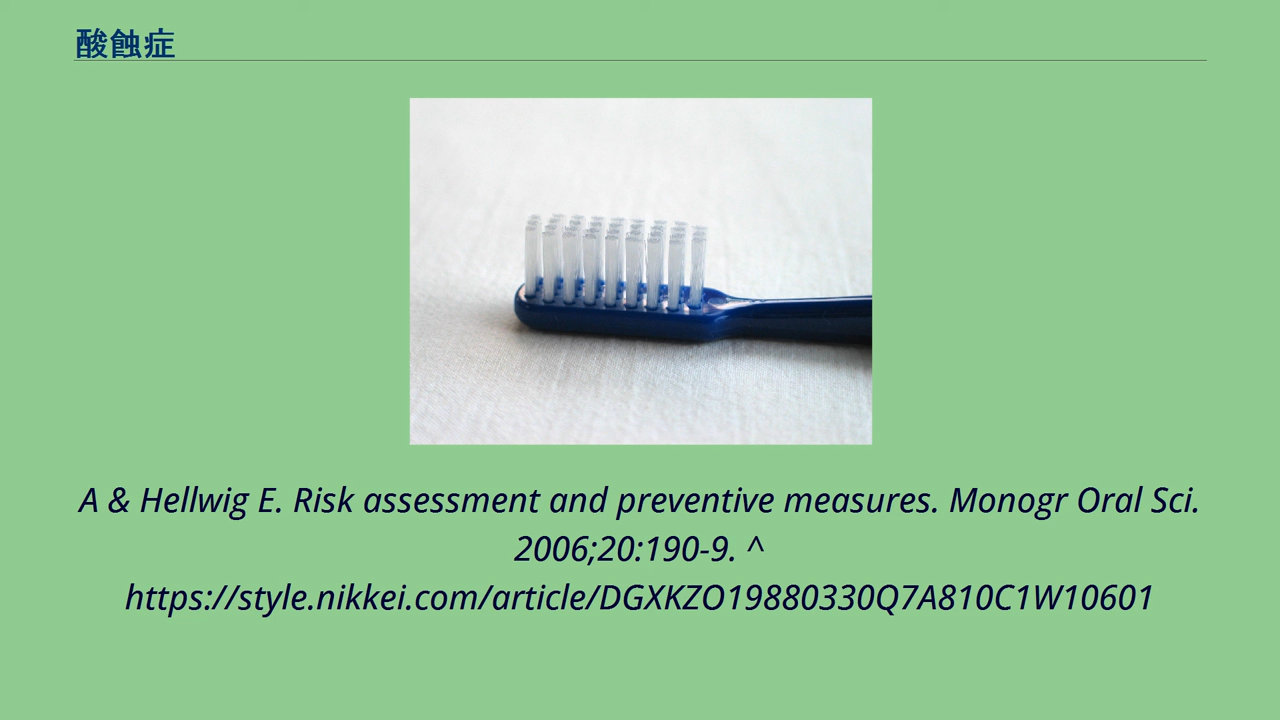 酸蝕症
A & Hellwig E. Risk assessment and preventive measures. Monogr Oral Sci.
2006;20:190-9. ^
https://style.nikkei.com/article/DGXKZO19880330Q7A810C1W10601